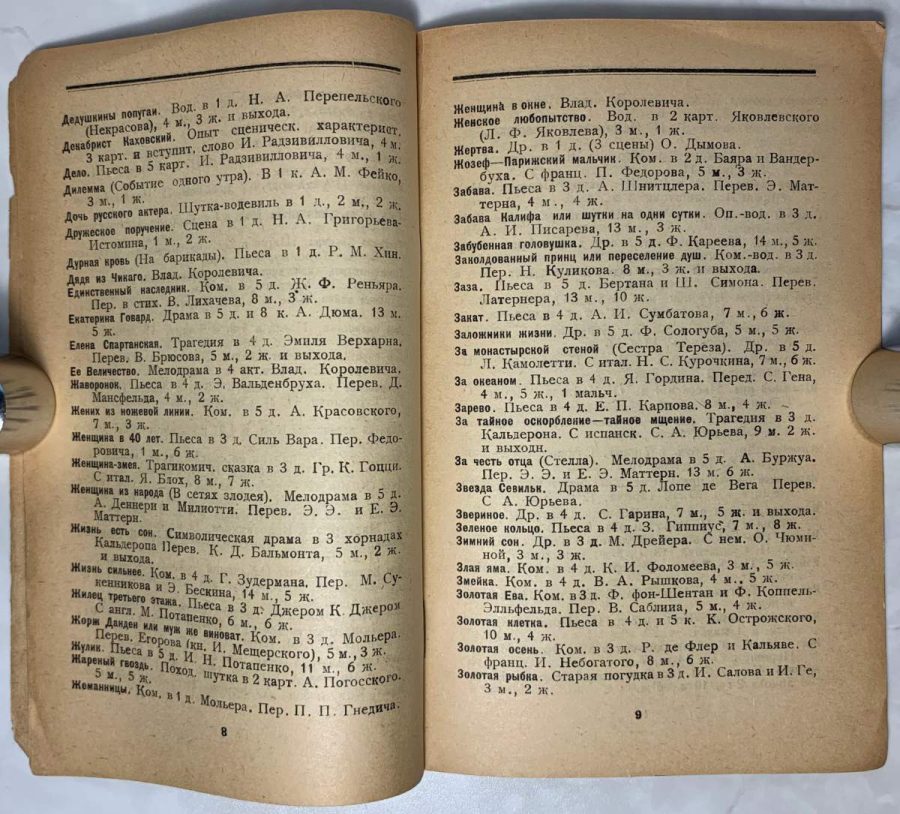 Дедушкины попугаи. Вод. в 1 д. Н. А. Перепельского
(Некрасова), 4 м., 3 ж. и выхода.
Декабрист Каховский. Опыт сценическ. характерист.
3 карт. и вступит. слово И. Радзивилловича, 4 м.
Дело. Пьеса в 5 карт. И. Радзивилловича, 4 м., 1 ж.
Дилемма (Событие одного утра). В 1 к. А. М. Фейко,
3 м., 1 ж.
Дочь русского актера. Шутка-водевиль в 1 д., 2 м., 2 ж.
Дружеское поручение. Сцена в 1 д. Н. А. Григорьева-
Истомина, 1 м., 2 ж.
Дурная кровь (На барикады). Пьеса в 1 д. Р. М. Хин.
Дядя из Чикаго. Влад. Королевича.
Единственный наследник. Ком. в 5 д. Ж. Ф. Реньяра.
Пер. в стих. В. Лихачева, 8 м., 3 ж.
Екатерина Говард. Драма в 5 д. и 8 к. А. Дюма. 13 м.
5 ж.
Елена Спартанская. Трагедия в 4 д. Эмиля Верхарна,
Перев. В. Брюсова, 5 м., 2 ж. и выхода.
Ее Величество. Мелодрама в 4 акт. Влад. Королевича.
Жаворонок. Пьеса в 4 д. Э. Вальденбруха. Перев. Д.
Мансфельда, 4 м., 2 ж.
Жених из ножевой линии. Ком. в 5 д. А. Красовского,
7 м., 3 ж.
Женщина в 40 лет. Пьеса в 3 д. Силь Вара. Пер. Федо-
ровича, 1 м., 6 ж.
Женщина-змея. Трагикомич. сказка в 3 д. Гр. К. Гоцци.
С итал. Я. Блох, 8 м., 7 ж.
Женщина из народа (В сетях злодея). Мелодрама в 5 д.
А. Деннери и Милиотти. Перев. Э. Э. и Е. Э.
Маттерн.
Жизнь есть сон. Символическая драма в 3 хорнадах
Кальдерона Перев. К. Д. Бальмонта, 5 м., 2 ж.
и выхода.
Жизнь сильнее. Ком. в 4 д. Г. Зудермана. Пер. М. Су-
кенникова и Э. Бескина, 14 м., 5 ж.
Жилец третьего этажа. Пьеса в 3 д. Джером К. Джером
С англ. М. Потапенко, 6 м., 6 ж.
Жорж Данден или муж же виноват. Ком. в 3 д. Мольера.
Перев. Егорова (кн. И. Мещерского), 5 м., 3 ж.
Жулик. Пьеса в 5 д. И. Н. Потапенко, 11 м., 6 ж.
Жареный гвоздь. Поход. шутка в 2 карт. А. Погосского.
5 м., 5 ж.
Жеманницы. Ком. в 1 д. Мольера. Пер. П. П. Гнедича.
8
Женщина в окне. Влад. Королевича.
Женское любопытство. Вод. в 2 карт. Яковлевского
(Л. Ф. Яковлева), 3 м., 1 ж.
Жертва. Др. в 1 д. (3 сцены) О. Дымова.
Жозеф—Парижский мальчик. Ком. в 2 д. Баяра и Вандер-
буха. С франц. П. Федорова, 5 м., 3 ж.
Забава. Пьеса в 3 д. А. Шнитцлера. Перев. Э. Мат-
терна, 4 м., 4 ж.
Забава Калифа или шутки на одни сутки. Оп.-вод. в 3 д.
А. И. Писарева, 13 м., 3 ж.
Забубенная головушка. Др. в 5 д. Ф. Кареева, 14 м., 5 ж.
Заколдованный принц или переселение душ. Ком.-вод. в 3 д.
Пер. Н. Куликова. 8 м., 3 ж. и выхода.
Заза. Пьеса в 5 д. Бертана и Ш. Симона. Перев.
Латернера, 13 м., 10 ж.
Закат. Пьеса в 4 д. А. И. Сумбатова, 7 м., 6 ж.
Заложники жизни. Др. в 5 д. Ф. Сологуба, 5 м., 5 ж.
За монастырской стеной (Сестра Тереза). Др. в 5 д.
Л. Камолетти. С итал. Н. С. Курочкина, 7 м., 6 ж.
За океаном. Пьеса в 4 д. Я. Гордина. Перед. С. Гена,
4 м., 5 ж., 1 мальч.
Зарево. Пьеса в 4 д. Е. П. Карпова. 8 м., 4 ж.
За тайное оскорбление—тайное мщение. Трагедия в 3 д.
Кальдерона. С испанск. С. А. Юрьева, 9 м. 2 ж.
и выходн.
За честь отца (Стелла). Мелодрама в 5 д. А. Буржуа.
Пер. Э. Э. и Е. Э. Маттерн. 13 м. 6 ж.
Звезда Севильи. Драма в 5 д. Лопе де Вега Перев.
С. А. Юрьева.
Звериное. Др. в 4 д. С. Гарина, 7 м., 5 ж. и выхода.
Зеленое кольцо. Пьеса в 4 д. З. Гиппиус, 7 м., 8 ж.
Зимний сон. Др. в 3 д. М. Дрейера. С нем. О. Чюми-
ной, 3 м., 3 ж.
Злая яма. Ком. в 4 д. К. И. Фоломеева, 3 м., 5 ж.
Змейка. Ком. в 4 д. В. А. Рышкова, 4 м., 5 ж.
Золотая Ева. Ком. в 3 д. Ф. фон-Шентан и Ф. Коппель-
Элльфельда. Пер. В. Саблина, 5 м., 4 ж.
Золотая клетка. Пьеса в 4 д. и 5 к. К. Острожского,
10 м., 4 ж.
Золотая осень. Ком. в 3 д. Р. де Флер и Кальяве. С
франц. И. Небогатого, 8 м., 6 ж.
Золотая рыбка. Старая погудка в 3 д. И. Салова и И. Ге,
3 м., 2 ж.
9